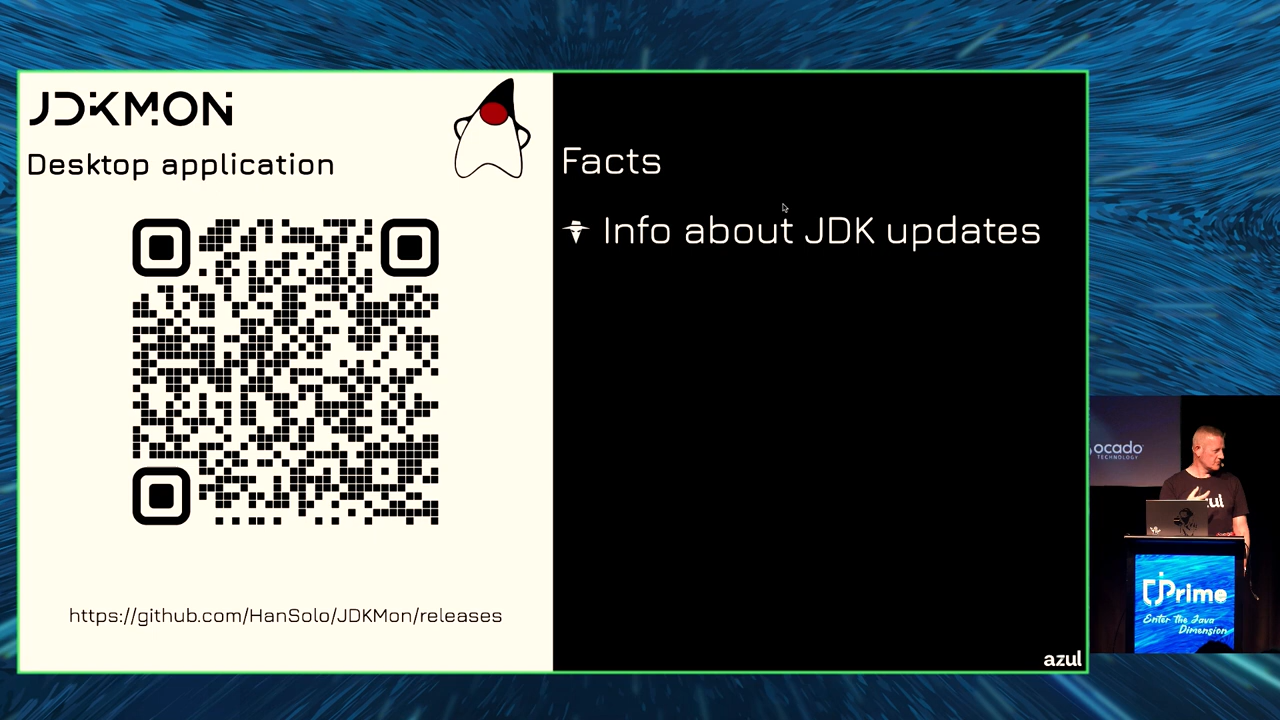 JDKMON
Desktop application
https://github.com/HanSolo/JDKMon/releases
Facts
Info about JDK updates
azul
ocado
TECHNOLOGY
zul
jPrime
Enter The Java
Dimension